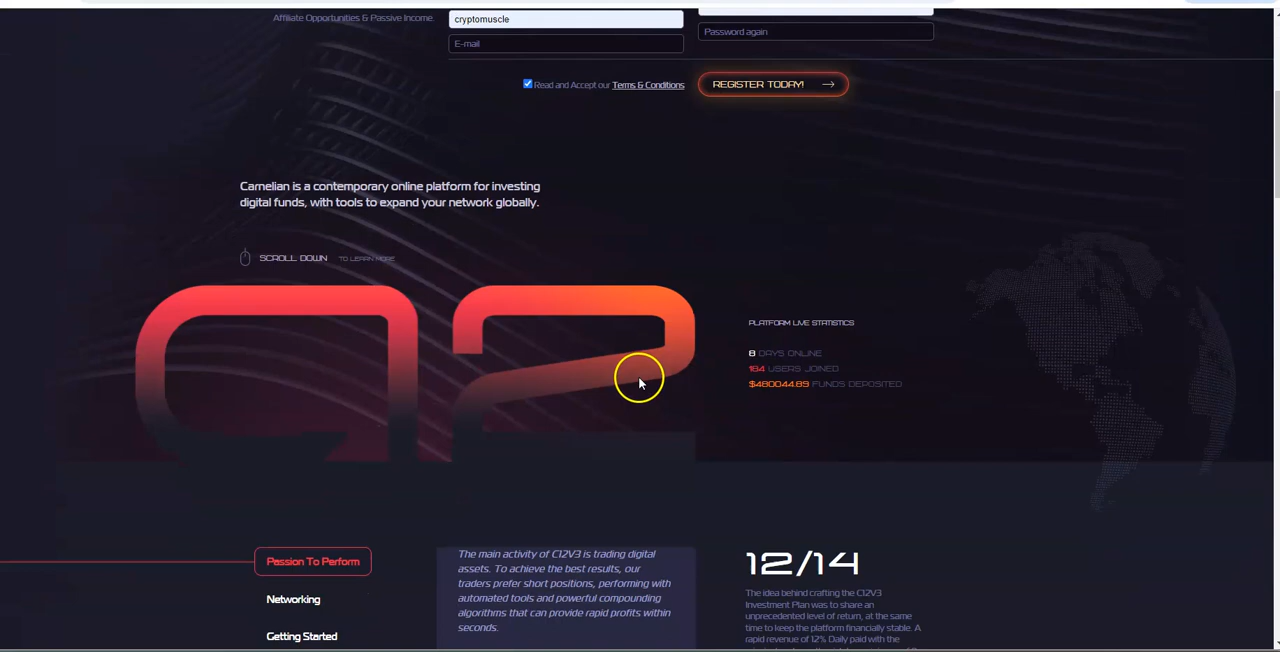 Affiliate Opportunities & Passive Income
cryptomuscle
E-mail
Password again
Read and Accept our Terms & Conditions
REGISTER TODAY!
Carnelian is a contemporary online platform for investing
digital funds, with tools to expand your network globally.
SCROLL DOWN TO LEARN MORE
PLATFORM LIVE STATISTICS
8 DAYS ONLINE
164 USERS JOINED
$480044.89 FUNDS DEPOSITED
Passion To Perform
Networking
Getting Started
The main activity of C12V3 is trading digital
assets. To achieve the best results, our
traders prefer short positions, performing with
automated tools and powerful compounding
algorithms that can provide rapid profits within
seconds.
12/14
The idea behind crafting the C12V3
Investment Plan was to share an
unprecedented level of return, at the same
time to keep the platform financially stable. A
rapid revenue of 12% Daily paid with the